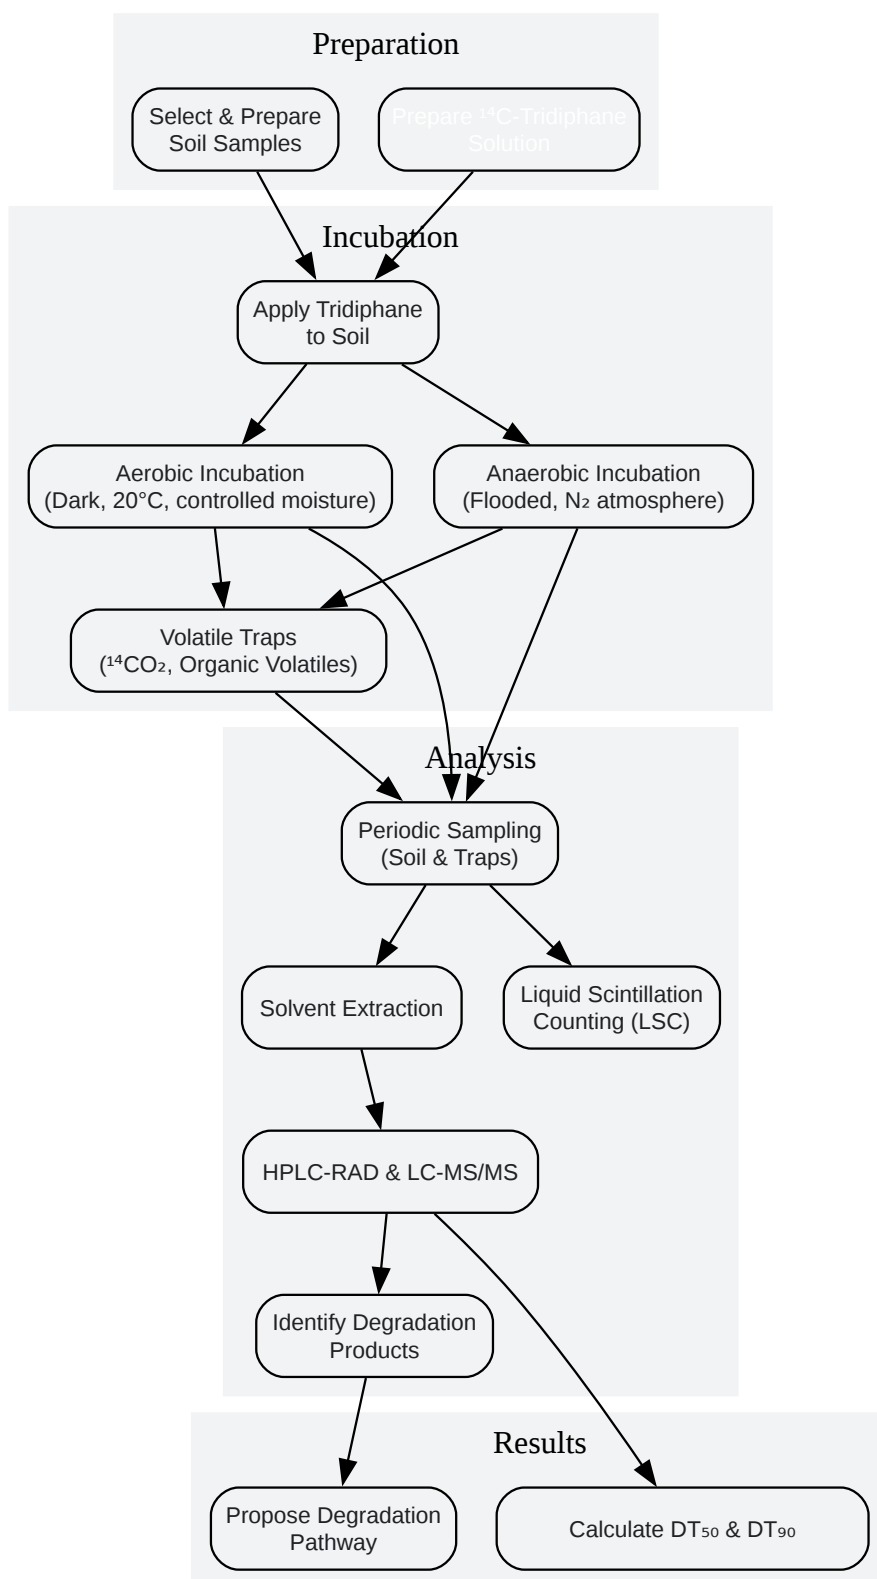 Preparation
Select & Prepare
Soil Samples
Prepare ¹⁴C-Tridiphane
Solution
Incubation
Apply Tridiphane
to Soil
Aerobic Incubation
(Dark, 20°C, controlled moisture)
Anaerobic Incubation
(Flooded, N₂ atmosphere)
Volatile Traps
(¹⁴CO₂, Organic Volatiles)
Analysis
Periodic Sampling
(Soil & Traps)
Solvent Extraction
Liquid Scintillation
Counting (LSC)
HPLC-RAD & LC-MS/MS
Identify Degradation
Products
Results
Propose Degradation
Pathway
Calculate DT₅₀ & DT₉₀